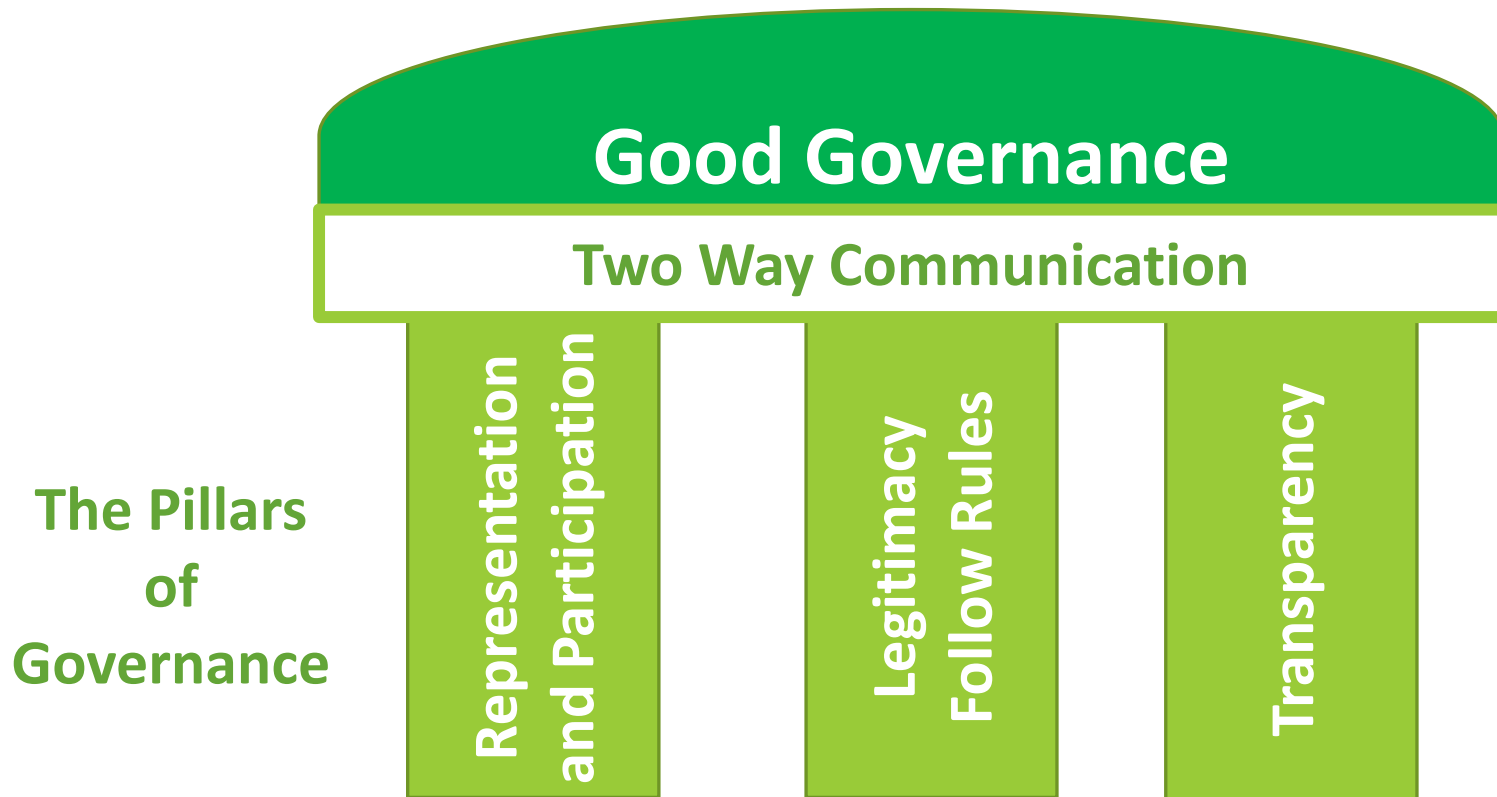 Good Governance
Two Way Communication
The Pillars
of
Governance
Representation
and Participation
Legitimacy
Follow Rules
Transparency